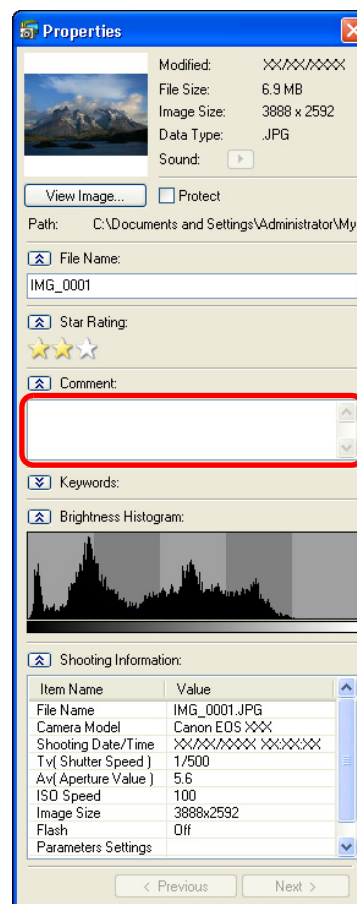 Properties
Modified: XX/XX/XXXX
File Size: 6.9 MB
Image Size: 3888 x 2592
Data Type: .JPG
Sound:
View Image... Protect
Path: C:\Documents and Settings\Administrator\My
File Name:
IMG_0001
Star Rating:
Comment:
Keywords:
Brightness Histogram:
Shooting Information:
Item Name Value
File Name IMG_0001.JPG
Camera Model Canon EOS XXX
Shooting Date/Time XX/XX/XXXX XX:XX:XX
Tv( Shutter Speed ) 1/500
Av( Aperture Value ) 5.6
ISO Speed 100
Image Size 3888x2592
Flash Off
Parameters Settings
< Previous Next >